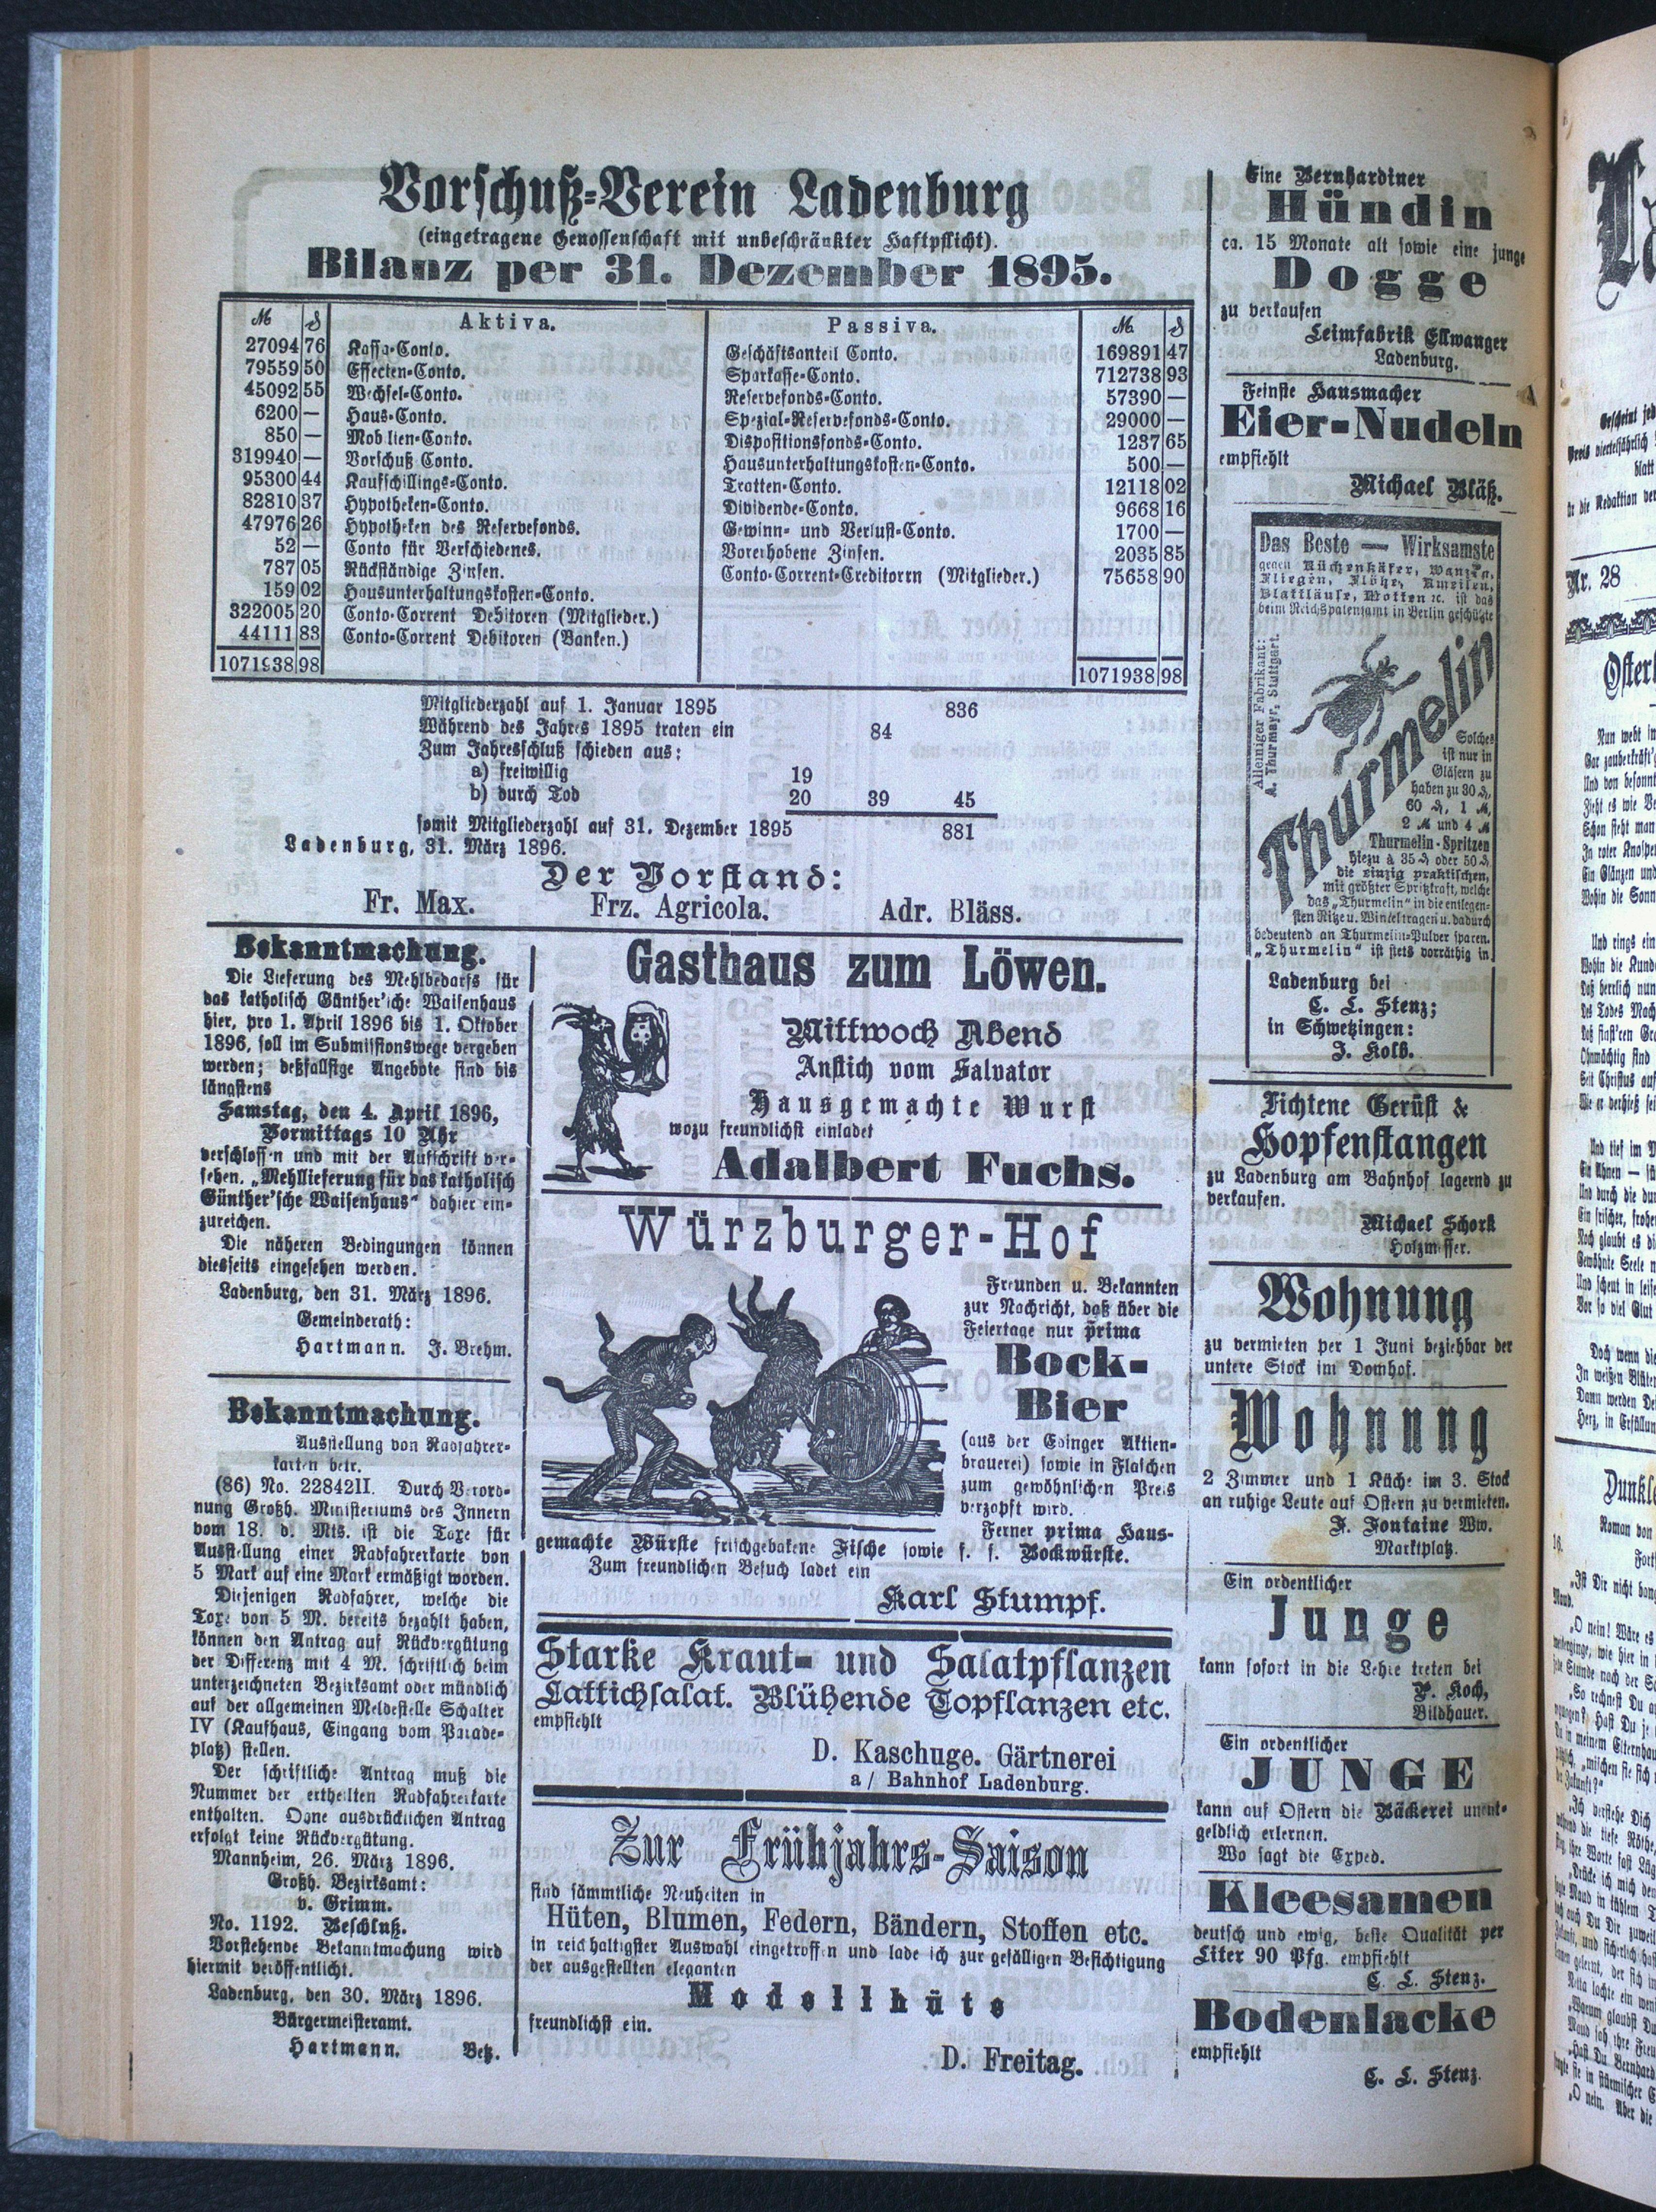 Vorschuß-Verein Ladenburg
(eingetragene Genossenschaft mit unbeschränkter Haftpflicht).
Bilanz per 31. Dezember 1895.
M ₰ Aktiva. Passiva. M. ₰
27094 76 Kassa-Conto. Geschäftsanteil Conto. 169891 47
79559 50 Effecten-Conto. Sparkasse-Conto. 712738 93
45092 55 Wechsel-Conto. Reservefonds-Conto. 57390 —
6200 — Haus-Conto. Spezial-Reservefonds-Conto. 29000 —
850 — Mobilien-Conto. Dispositionsfonds-Conto. 1237 65
319940 — Vorschuß Conto. Hausunterhaltungskosten-Conto. 500 —
95300 44 Kaufschillings-Conto. Tratten-Conto. 12118 02
82810 37 Hypotheken-Conto. Dividende-Conto. 9668 16
47976 26 Hypotheken des Reservefonds. Gewinn- und Verlust-Conto. 1700 —
52 — Conto für Verschiedenes. Vorerhobene Zinsen. 2035 85
787 05 Rückständige Zinsen. Conto-Corrent-Creditorrn (Mitglieder.) 75658 90
159 02 Hausunterhaltungskosten-Conto.
322005 20 Conto-Corrent Debitoren (Mitglieder.)
44111 83 Conto-Corrent Debitoren (Banken.)
1071938 98 1071938 98
Mitgliederzahl auf 1. Januar 1895 836
Während des Jahres 1895 traten ein 84
Zum Jahresschluß schieden aus:
a) freiwillig 19
b) durch Tod 20 39 45
somit Mitgliederzahl auf 31. Dezember 1895 881
Ladenburg, 31. März 1896.
Der Vorstand:
Fr. Max. Frz. Agricola. Adr. Bläss.
Bekanntmachung.
Die Lieferung des Mehlbedarfs für
das katholisch Günther'sche Waisenhaus
hier, pro 1. April 1896 bis 1. Oktober
1896, soll im Submissionswege vergeben
werden; deßfallsige Angebote sind bis
längstens
Samstag, den 4. April 1896,
Vormittags 10 Uhr
verschlossen und mit der Aufschrift ver-
sehen. „Mehllieferung für das katholisch
Günther'sche Waisenhaus" dahier ein-
zureichen.
Die näheren Bedingungen können
diesseits eingesehen werden.
Ladenburg, den 31. März 1896.
Gemeinderath:
Hartmann. J. Brehm.
Bekanntmachung.
Ausstellung von Radfahrer-
karten betr.
(86) No. 22842II. Durch Verord-
nung Großh. Ministeriums des Innern
vom 18. d. Mts. ist die Taxe für
Ausstellung einer Radfahrerkarte von
5 Mark auf eine Mark ermäßigt worden.
Diejenigen Radfahrer, welche die
Taxe von 5 M. bereits bezahlt haben,
können den Antrag auf Rückvergütung
der Differenz mit 4 M. schriftlich beim
unterzeichneten Bezirksamt oder mündlich
auf der allgemeinen Meldestelle Schalter
IV (Kaufhaus, Eingang vom Parade-
platz) stellen.
Der schriftliche Antrag muß die
Nummer der ertheilten Radfahrerkarte
enthalten. Ohne ausdrücklichen Antrag
erfolgt keine Rückvergütung.
Mannheim, 26. März 1896.
Großh. Bezirksamt:
v. Grimm.
No. 1192. Beschluß.
Vorstehende Bekanntmachung wird
hiermit veröffentlicht.
Ladenburg, den 30. März 1896.
Bürgermeisteramt.
Hartmann. Betz.
Gasthaus zum Löwen.
Mittwoch Abend
Anstich vom Salvator
Hausgemachte Wurst
wozu freundlichst einladet
Adalbert Fuchs.
Würzburger-Hof
Freunden u. Bekannten
zur Nachricht, daß über die
Feiertage nur prima
Bock-
Bier
(aus der Edinger Aktien-
brauerei) sowie in Flaschen
zum gewöhnlichen Preis
verzapft wird.
Ferner prima Haus-
gemachte Würste frischgebakene Fische sowie f. f. Bockwürste.
Zum freundlichen Besuch ladet ein
Karl Stumpf.
Starke Kraut- und Salatpflanzen
Lattichsalat. Blühende Topflanzen etc.
empfiehlt
D. Kaschuge. Gärtnerei
a/ Bahnhof Ladenburg.
Zur Frühjahrs-Saison
sind sämmtliche Neuheiten in
Hüten, Blumen, Federn, Bändern, Stoffen etc.
in reichhaltigster Auswahl eingetroffen und lade ich zur gefälligen Besichtigung
der ausgestellten eleganten
Modellhüte
freundlichst ein.
D. Freitag.
Eine Bernhardiner
Hündin
ca. 15 Monate alt sowie eine junge
Dogge
zu verkaufen
Leimfabrik Ellwanger
Ladenburg.
Feinste Hausmacher
Eier-Nudeln
empfiehlt
Michael Bläß.
Das Beste — Wirksamste
gegen Küchenkäfer, Wanzen,
Fliegen, Flöhe, Ameisen,
Blattläuse, Motten ꝛc. ist das
beim Reichspatentamt in Berlin geschützte
Thurmelin
Alleiniger Fabrikant:
A. Thurmayr, Stuttgart.
Solches
ist nur in
Gläsern zu
haben zu 30 ₰,
60 ₰, 1 M,
2 M und 4 M
Thurmelin-Spritzen
hiezu à 35 ₰ oder 50 ₰,
die einzig praktischen,
mit größter Spritzkraft, welche
das „Thurmelin" in die entlegen-
sten Ritze u. Winkel tragen u. dadurch
bedeutend an Thurmelin-Pulver sparen.
„Thurmelin" ist stets vorräthig in
Ladenburg bei
C. L. Stenz;
in Schwetzingen:
J. Kolb.
Fichtene Gerüst &
Hopfenstangen
zu Ladenburg am Bahnhof lagernd zu
verkaufen.
Michael Schork
Holzmesser.
Wohnung
zu vermieten per 1 Juni beziehbar der
untere Stock im Domhof.
Wohnung
2 Zimmer und 1 Küche im 3. Stock
an ruhige Leute auf Ostern zu vermieten.
J. Fontaine Ww.
Marktplatz.
Ein ordentlicher
Junge
kann sofort in die Lehre treten bei
P. Koch,
Bildhauer.
Ein ordentlicher
JUNGE
kann auf Ostern die Bäckerei unent-
geldlich erlernen.
Wo sagt die Exped.
Kleesamen
deutsch und ewig, beste Qualität per
Liter 90 Pfg. empfiehlt
C. L. Stenz.
Bodenlacke
empfiehlt
C. L. Stenz.
Nr. 28